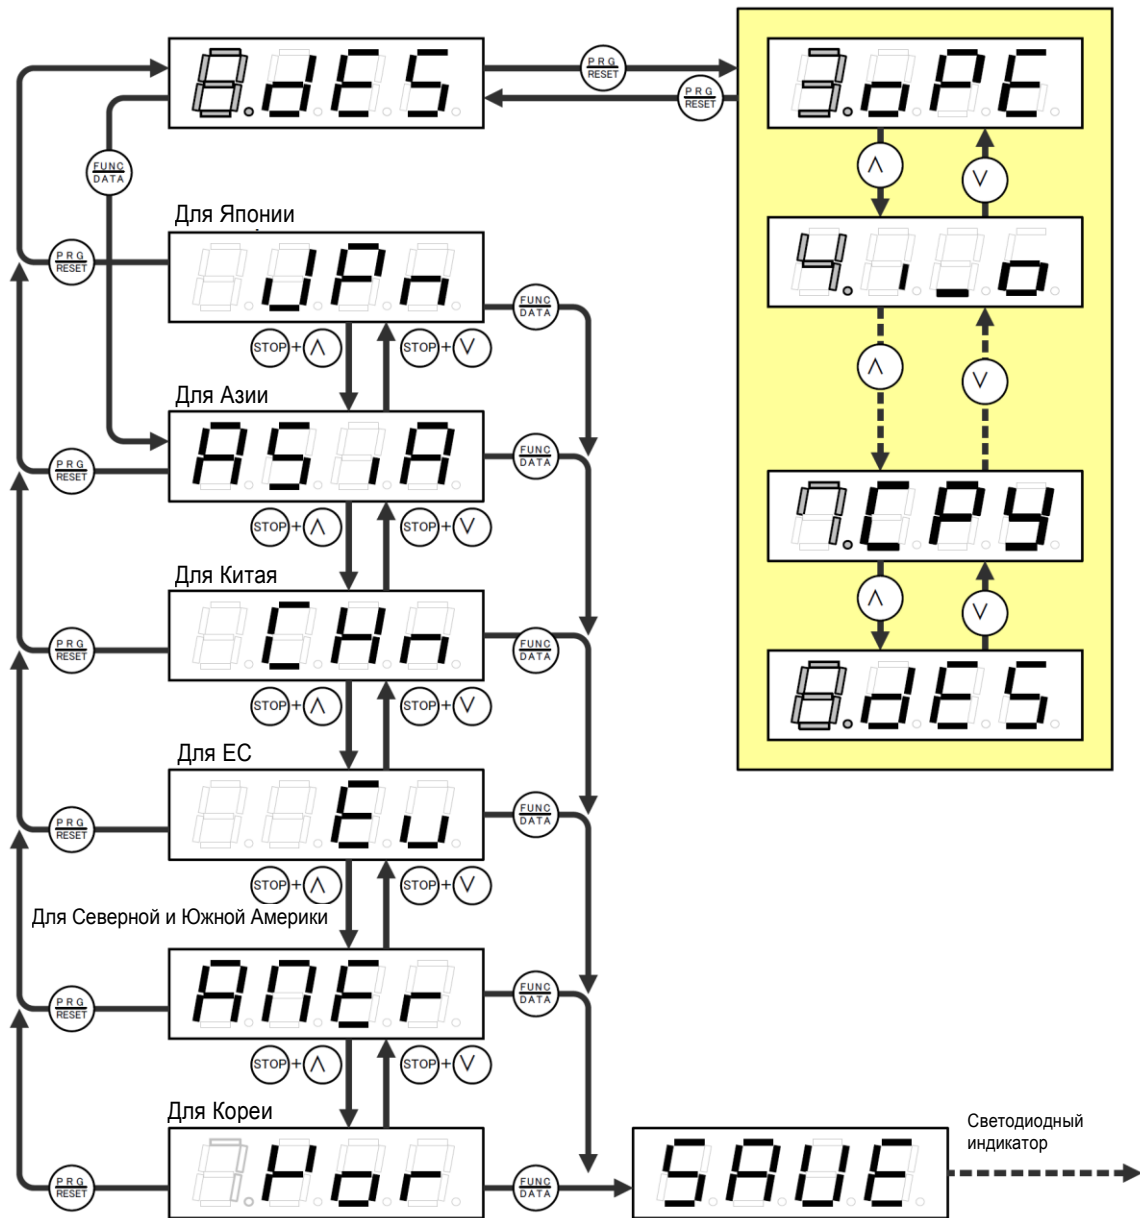 8.dES
PRG
RESET
PRG
RESET
3.oPE
FUNC
DATA
∧
∨
Для Японии
4.i_o
JPn
PRG
RESET
FUNC
DATA
STOP+∧
STOP+∨
∧
∨
Для Азии
ASiA
PRG
RESET
FUNC
DATA
7.CPY
STOP+∧
STOP+∨
Для Китая
∧
∨
CHn
PRG
RESET
FUNC
DATA
8.dES
STOP+∧
STOP+∨
Для ЕС
EU
PRG
RESET
FUNC
DATA
STOP+∧
STOP+∨
Для Северной и Южной Америки
AMEr
PRG
RESET
FUNC
DATA
STOP+∧
STOP+∨
Для Кореи
Светодиодный
индикатор
Kor
PRG
RESET
FUNC
DATA
SAVE